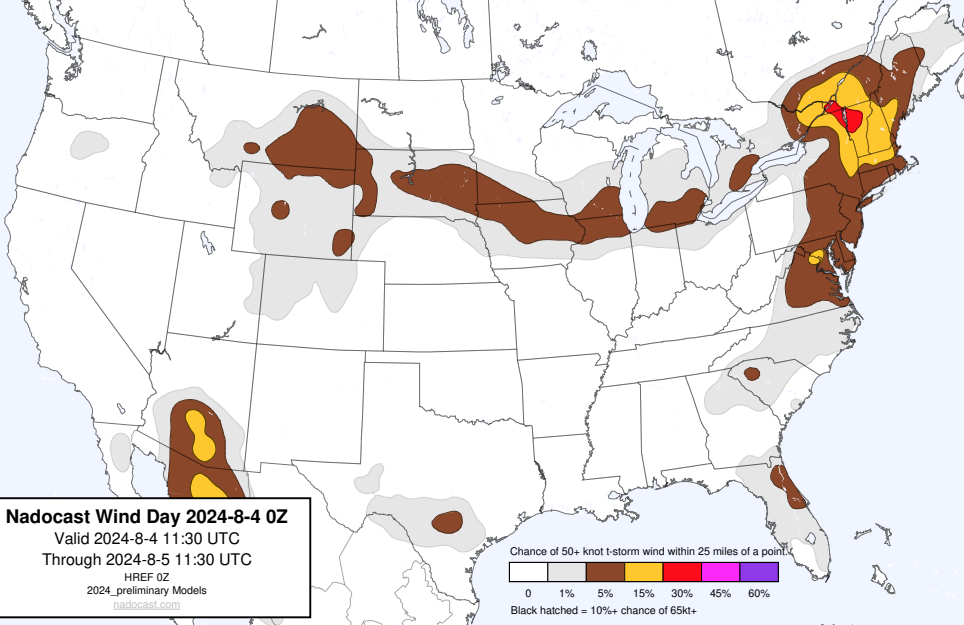 Nadocast Wind Day 2024-8-4 0Z
Valid 2024-8-4 11:30 UTC
Through 2024-8-5 11:30 UTC
HREF 0Z
2024_preliminary Models
nadocast.com
Chance of 50+ knot t-storm wind within 25 miles of a point.
0 1% 5% 15% 30% 45% 60%
Black hatched = 10%+ chance of 65kt+